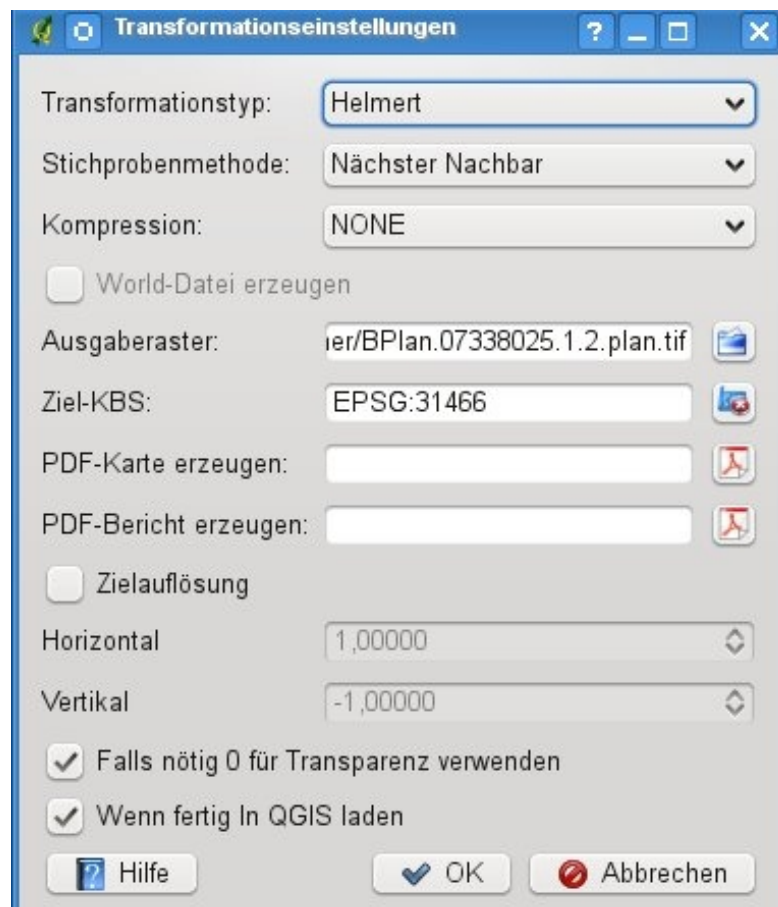 Transformationseinstellungen
Transformationstyp: Helmert
Stichprobenmethode: Nächster Nachbar
Kompression: NONE
World-Datei erzeugen
Ausgaberaster: er/BPlan.07338025.1.2.plan.tif
Ziel-KBS: EPSG:31466
PDF-Karte erzeugen:
PDF-Bericht erzeugen:
Zielauflösung
Horizontal 1,00000
Vertikal -1,00000
Falls nötig 0 für Transparenz verwenden
Wenn fertig In QGIS laden
Hilfe OK Abbrechen